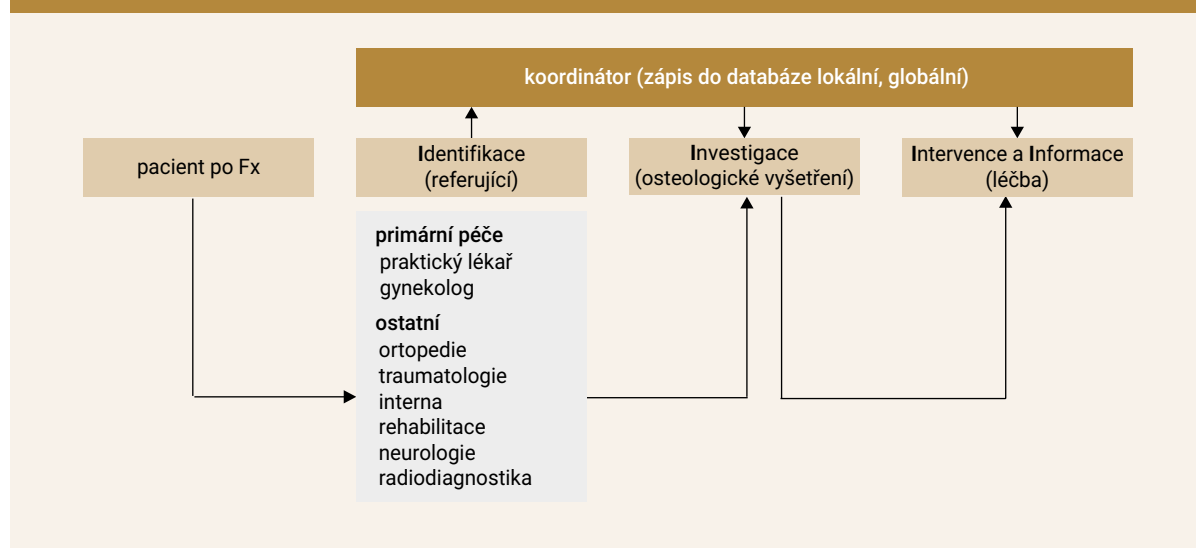 koordinátor (zápis do databáze lokální, globální)
pacient po Fx
Identifikace
(referující)
Investigace
(osteologické vyšetření)
Intervence a Informace
(léčba)
primární péče
praktický lékař
gynekolog
ostatní
ortopedie
traumatologie
interna
rehabilitace
neurologie
radiodiagnostika